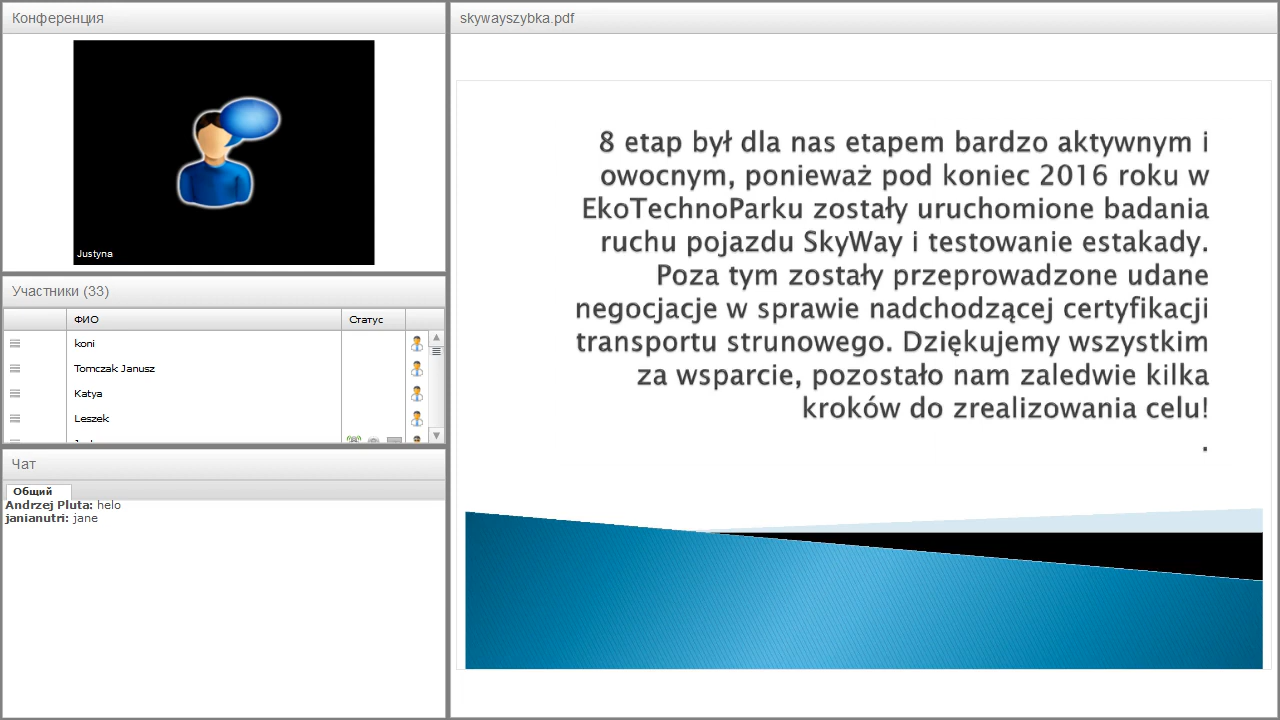 Конференция
Justyna
Участники (33)
ФИО
Статус
koni
Tomczak Janusz
Katya
Leszek
Чат
Общий
Andrzej Pluta: helo
janianutri: jane
skywayszybka.pdf
8 etap był dla nas etapem bardzo aktywnym i
owocnym, ponieważ pod koniec 2016 roku w
EkoTechnoParku zostały uruchomione badania
ruchu pojazdu SkyWay i testowanie estakady.
Poza tym zostały przeprowadzone udane
negocjacje w sprawie nadchodzącej certyfikacji
transportu strunowego. Dziękujemy wszystkim
za wsparcie, pozostało nam zaledwie kilka
kroków do zrealizowania celu!
.